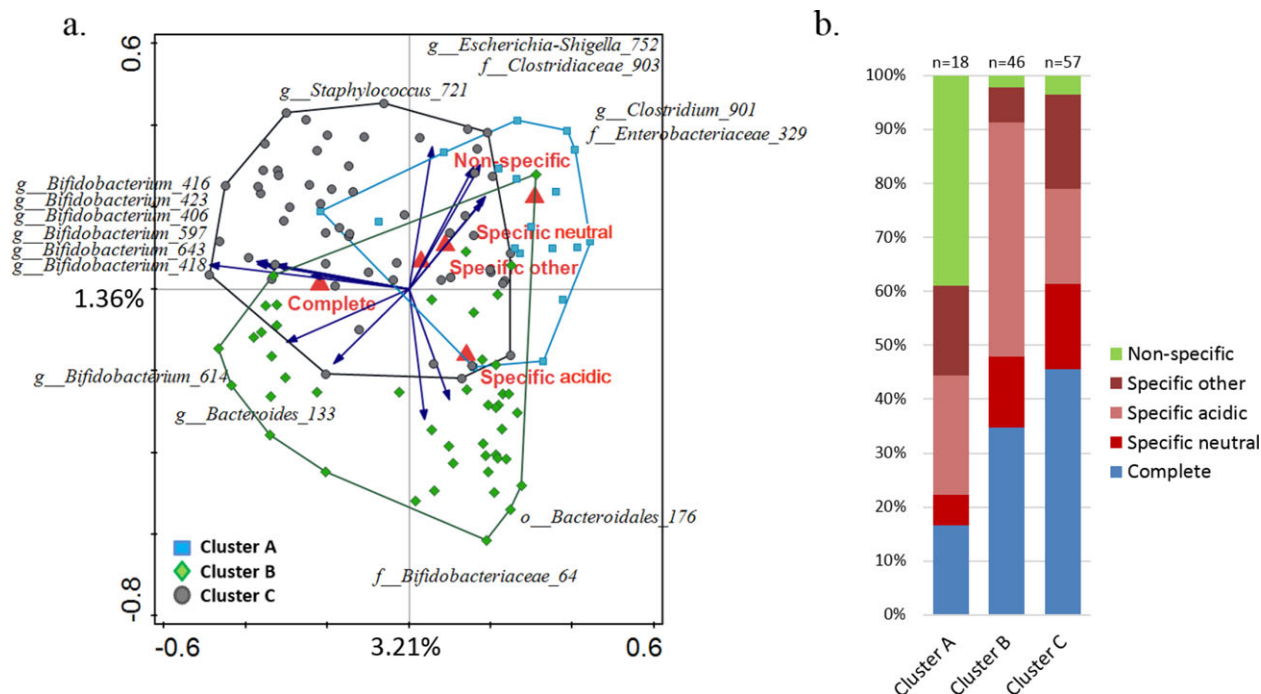 a.
0.6
g__Escherichia-Shigella_752
f__Clostridiaceae_903
g__Staphylococcus_721
g__Clostridium_901
f__Enterobacteriaceae_329
Non-specific
g__Bifidobacterium_416
g__Bifidobacterium_423
g__Bifidobacterium_406
g__Bifidobacterium_597
g__Bifidobacterium_643
g__Bifidobacterium_418
Specific neutral
Specific other
1.36%
Complete
Specific acidic
g__Bifidobacterium_614
g__Bacteroides_133
o__Bacteroidales_176
f__Bifidobacteriaceae_64
Cluster A
Cluster B
Cluster C
-0.8
-0.6
3.21%
0.6
b.
n=18
n=46
n=57
100%
90%
80%
70%
60%
50%
40%
30%
20%
10%
0%
Cluster A
Cluster B
Cluster C
Non-specific
Specific other
Specific acidic
Specific neutral
Complete